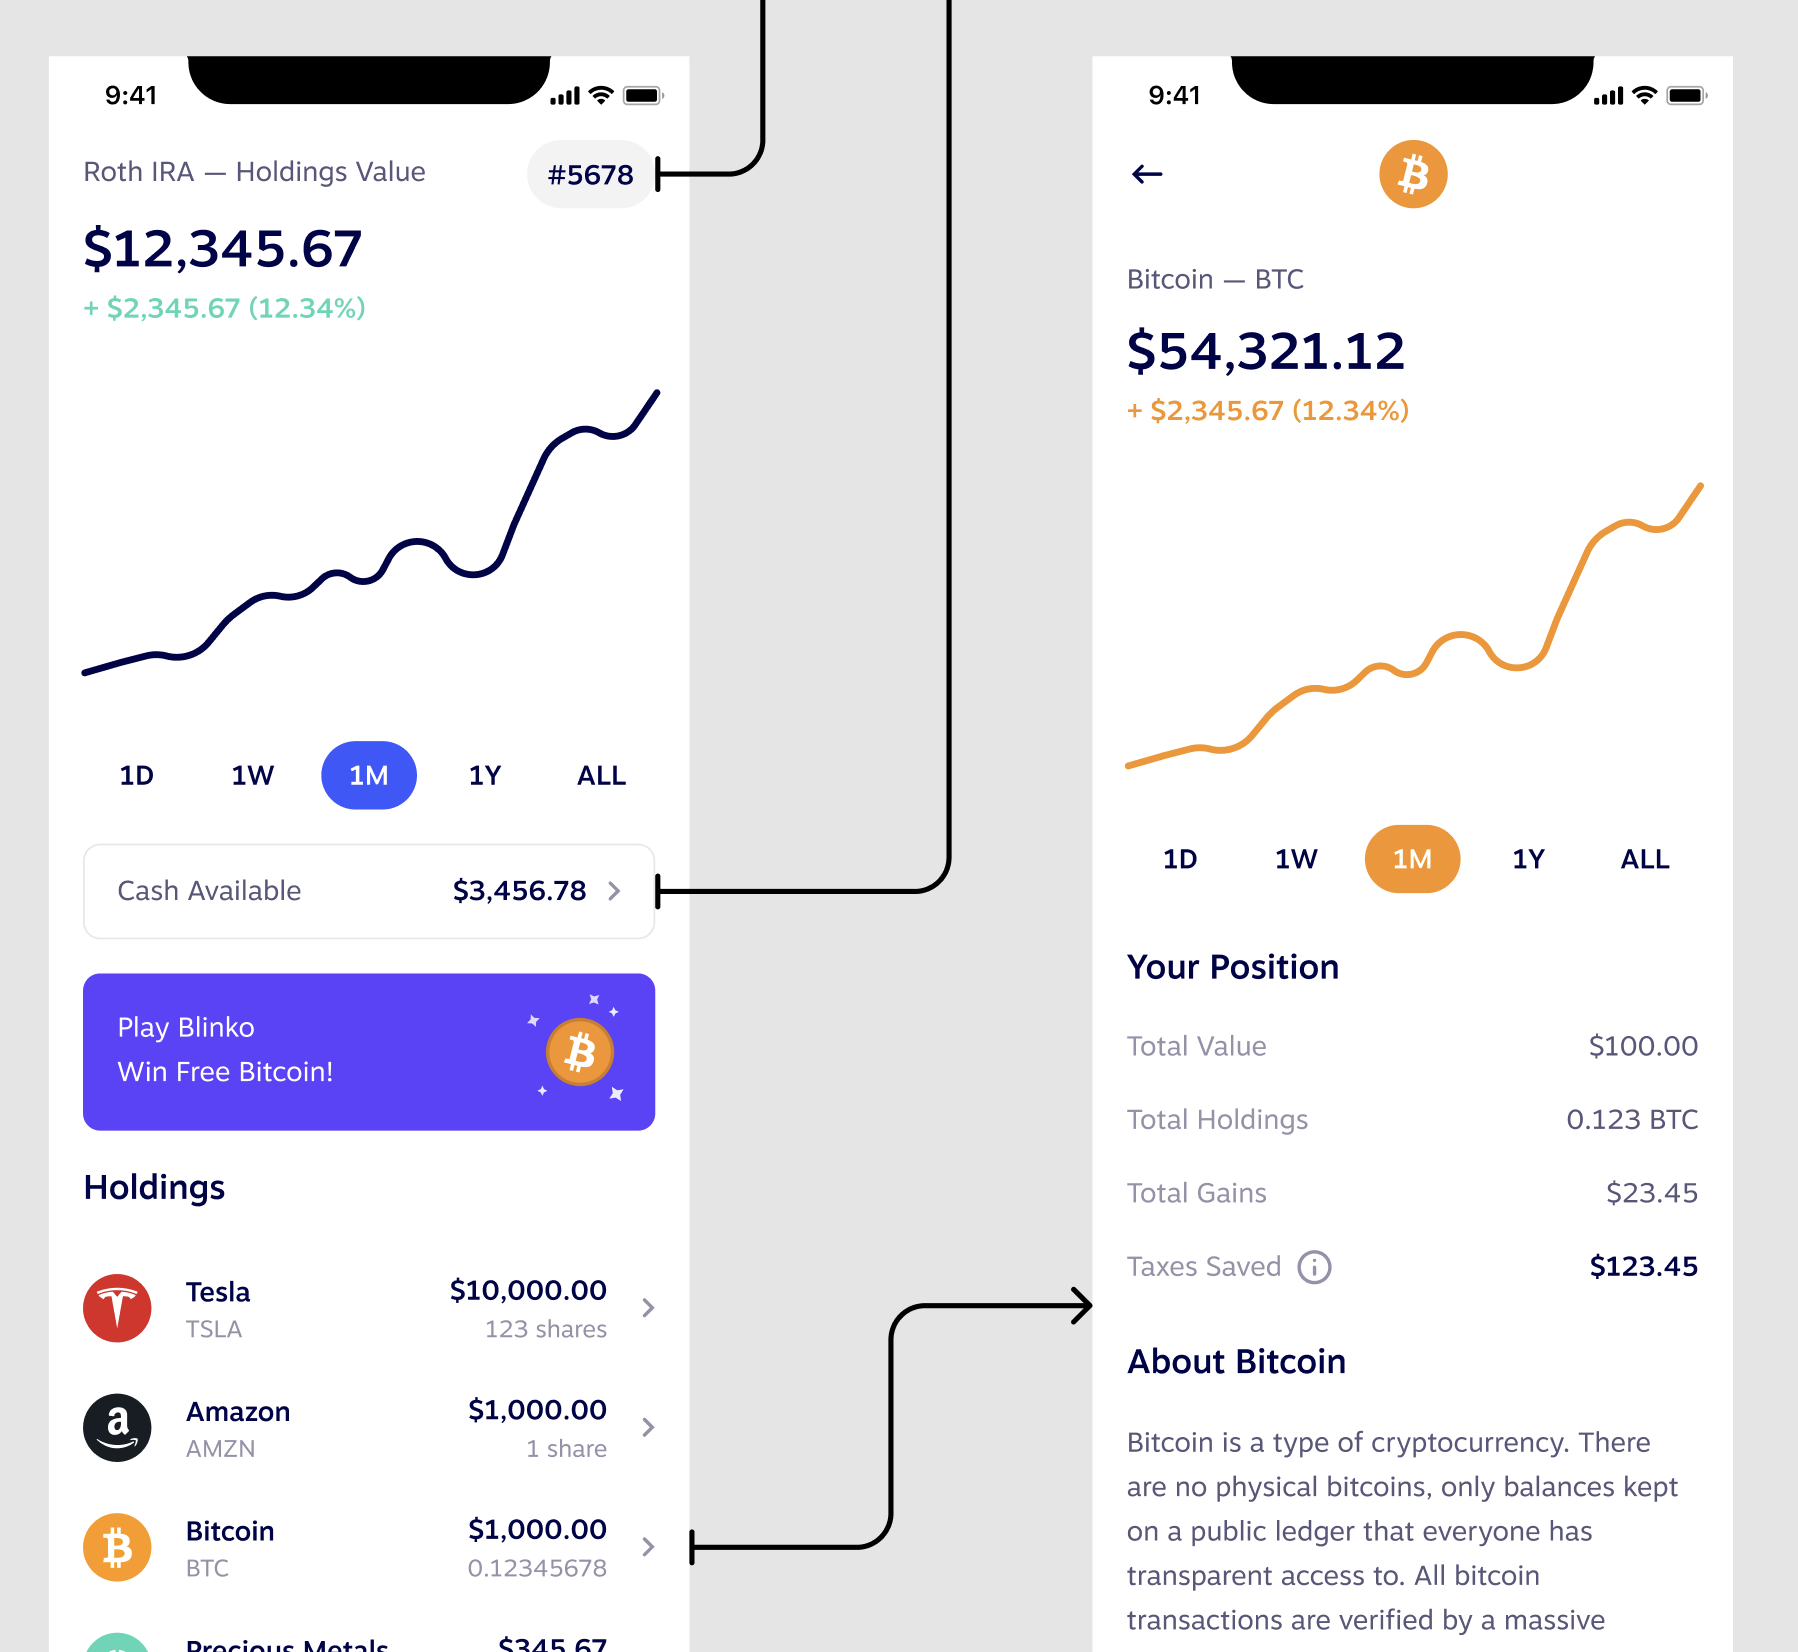 9:41
Roth IRA — Holdings Value
#5678
$12,345.67
+ $2,345.67 (12.34%)
1D 1W 1M 1Y ALL
Cash Available $3,456.78
Play Blinko
Win Free Bitcoin!
Holdings
Tesla $10,000.00
TSLA 123 shares
Amazon $1,000.00
AMZN 1 share
Bitcoin $1,000.00
BTC 0.12345678
Precious Metals $345.67
9:41
Bitcoin — BTC
$54,321.12
+ $2,345.67 (12.34%)
1D 1W 1M 1Y ALL
Your Position
Total Value $100.00
Total Holdings 0.123 BTC
Total Gains $23.45
Taxes Saved $123.45
About Bitcoin
Bitcoin is a type of cryptocurrency. There
are no physical bitcoins, only balances kept
on a public ledger that everyone has
transparent access to. All bitcoin
transactions are verified by a massive